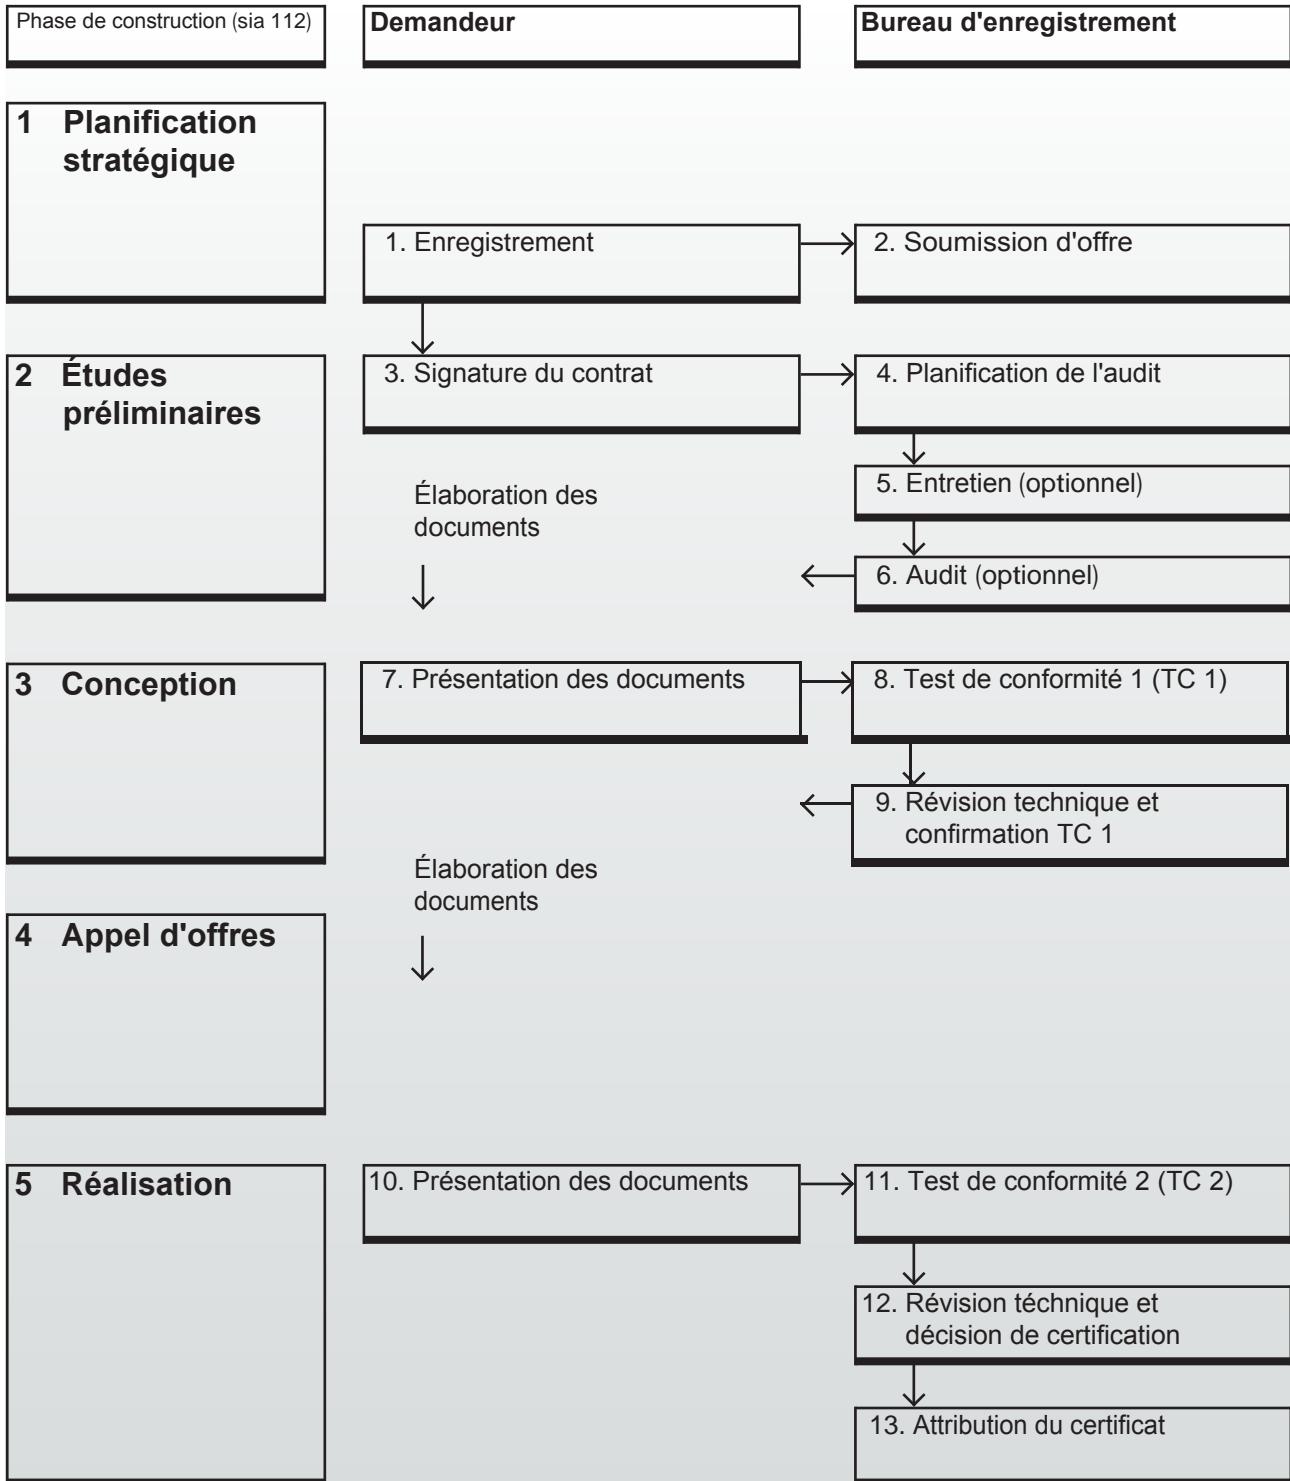 Phase de construction (sia 112)
Demandeur
Bureau d'enregistrement
1 Planification
stratégique
1. Enregistrement
2. Soumission d'offre
2 Études
préliminaires
3. Signature du contrat
4. Planification de l'audit
Élaboration des
documents
5. Entretien (optionnel)
6. Audit (optionnel)
3 Conception
7. Présentation des documents
8. Test de conformité 1 (TC 1)
9. Révision technique et
confirmation TC 1
Élaboration des
documents
4 Appel d'offres
5 Réalisation
10. Présentation des documents
11. Test de conformité 2 (TC 2)
12. Révision téchnique et
décision de certification
13. Attribution du certificat